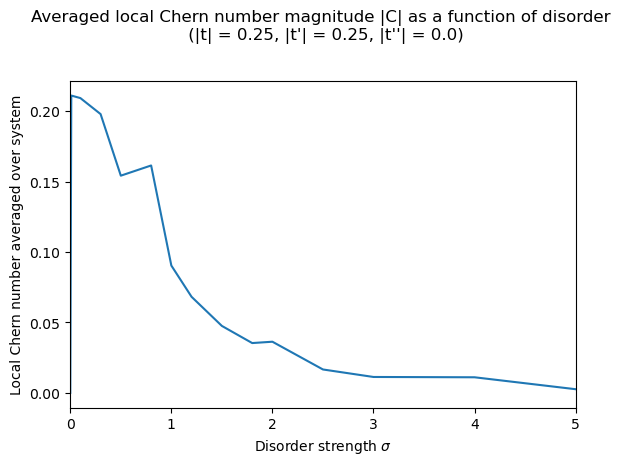 Averaged local Chern number magnitude |C| as a function of disorder
(|t| = 0.25, |t'| = 0.25, |t''| = 0.0)
Local Chern number averaged over system
0.20
0.15
0.10
0.05
0.00
0 1 2 3 4 5
Disorder strength σ